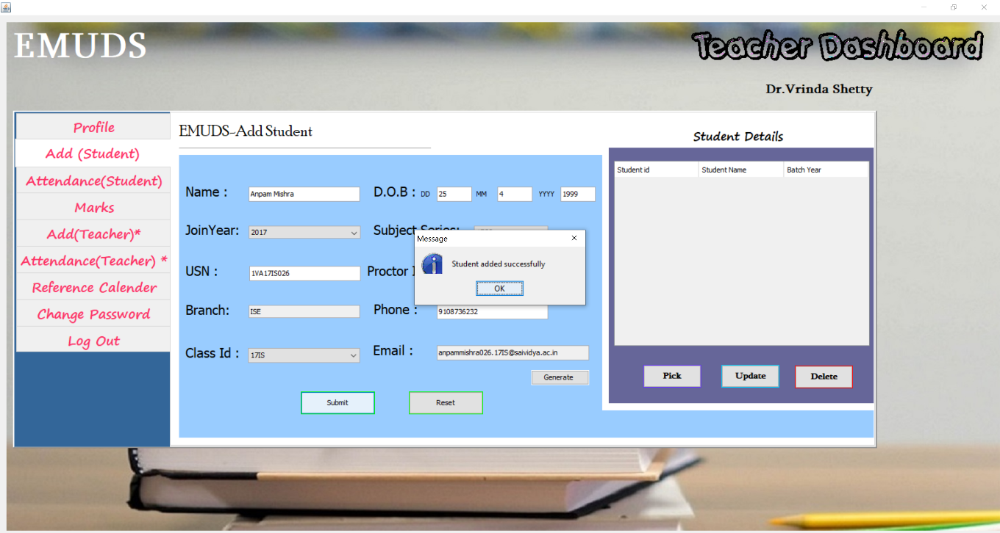 EMUDS
Teacher Dashboard
Dr.Vrinda Shetty
Profile
Add (Student)
Attendance(Student)
Marks
Add(Teacher)*
Attendance(Teacher) *
Reference Calender
Change Password
Log Out
EMUDS-Add Student
Name : Anpam Mishra D.O.B : DD 25 MM 4 YYYY 1999
JoinYear: 2017 Subject Series:
USN : 1VA17IS026 Proctor
Branch: ISE Phone : 9108736232
Class Id : 17IS Email : anpammishra026.17IS@saividya.ac.in
Generate
Submit Reset
Message
Student added successfully
OK
Student Details
Student id Student Name Batch Year
Pick Update Delete